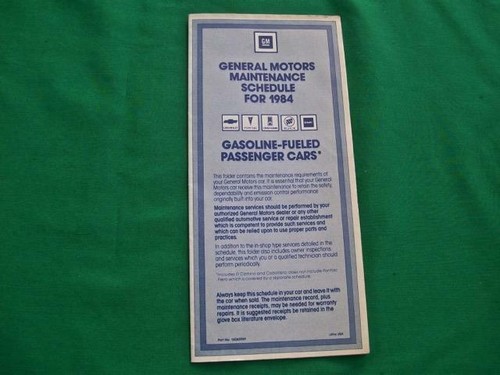 GM
GENERAL MOTORS
MAINTENANCE
SCHEDULE
FOR 1984
GASOLINE-FUELED
PASSENGER CARS*
This folder contains the maintenance requirements of
your General Motors car. It is essential that your General
Motors car receive this maintenance to retain the safety,
dependability and emission control performance
originally built into your car.
Maintenance services should be performed by your
authorized General Motors dealer or any other
qualified automotive service or repair establishment
which is competent to provide such services and
which can be relied upon to use proper parts and
practices.
In addition to the in-shop type services detailed in the
schedule, this folder also includes owner inspections
and services which you or a qualified technician should
perform periodically.
Always keep this schedule in your car and leave it with
the car when sold. The maintenance record, plus
maintenance receipts, may be needed for warranty
repairs. It is suggested receipts be retained in the
glove box literature envelope.